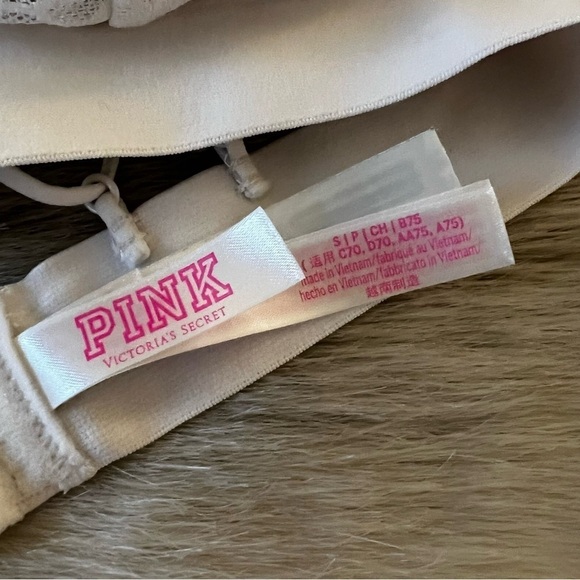 PINK
VICTORIA'S SECRET
S | P | CH | B75
(适用 C70, D70, AA75, A75)
made in Vietnam/fabriqué au Vietnam/
hecho en Vietnam/fabbricato in Vietnam/
越南制造